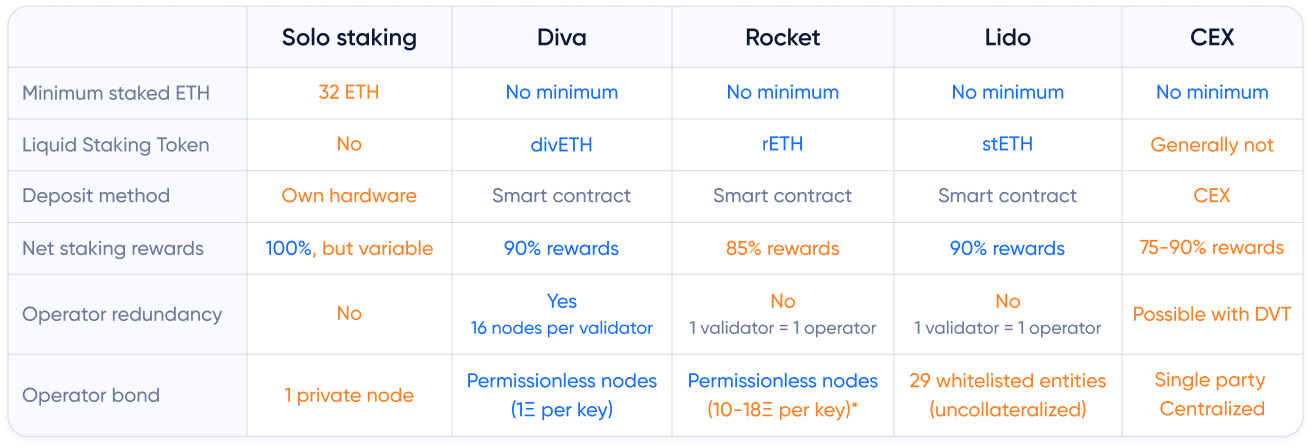 Solo staking Diva Rocket Lido CEX
Minimum staked ETH 32 ETH No minimum No minimum No minimum No minimum
Liquid Staking Token No divETH rETH stETH Generally not
Deposit method Own hardware Smart contract Smart contract Smart contract CEX
Net staking rewards 100%, but variable 90% rewards 85% rewards 90% rewards 75-90% rewards
Operator redundancy No Yes No No Possible with DVT
16 nodes per validator 1 validator = 1 operator 1 validator = 1 operator
Operator bond 1 private node Permissionless nodes Permissionless nodes 29 whitelisted entities Single party
(1Ξ per key) (10-18Ξ per key)* (uncollateralized) Centralized